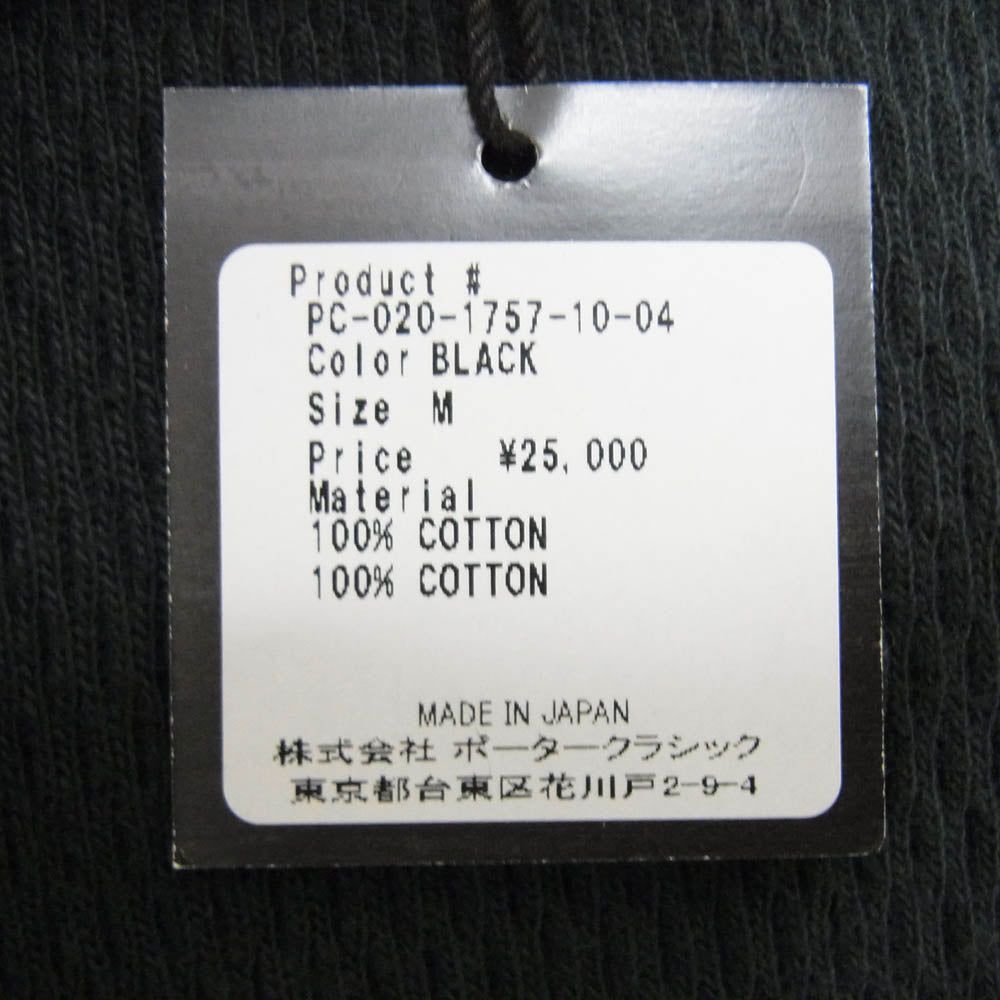 Product #
PC-020-1757-10-04
Color BLACK
Size M
Price ¥25,000
Material
100% COTTON
100% COTTON
MADE IN JAPAN
株式会社 ポータークラシック
東京都台東区花川戸2-9-4